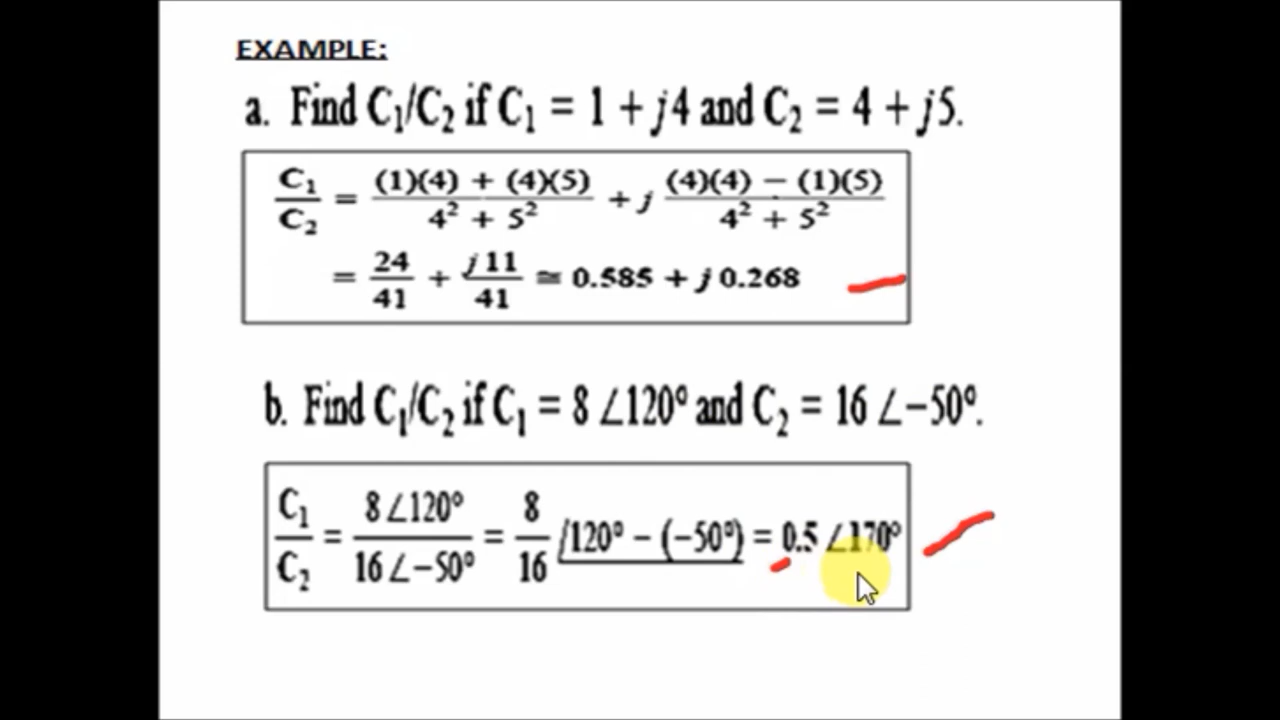 EXAMPLE:
a. Find C₁/C₂ if C₁ = 1 + j4 and C₂ = 4 + j5.
C₁/C₂ = (1)(4) + (4)(5)/4² + 5² + j (4)(4) − (1)(5)/4² + 5²
= 24/41 + j11/41 ≅ 0.585 + j 0.268
b. Find C₁/C₂ if C₁ = 8 ∠120° and C₂ = 16 ∠−50°.
C₁/C₂ = 8 ∠120°/16 ∠−50° = 8/16 /120° − (−50°) = 0.5 ∠170°